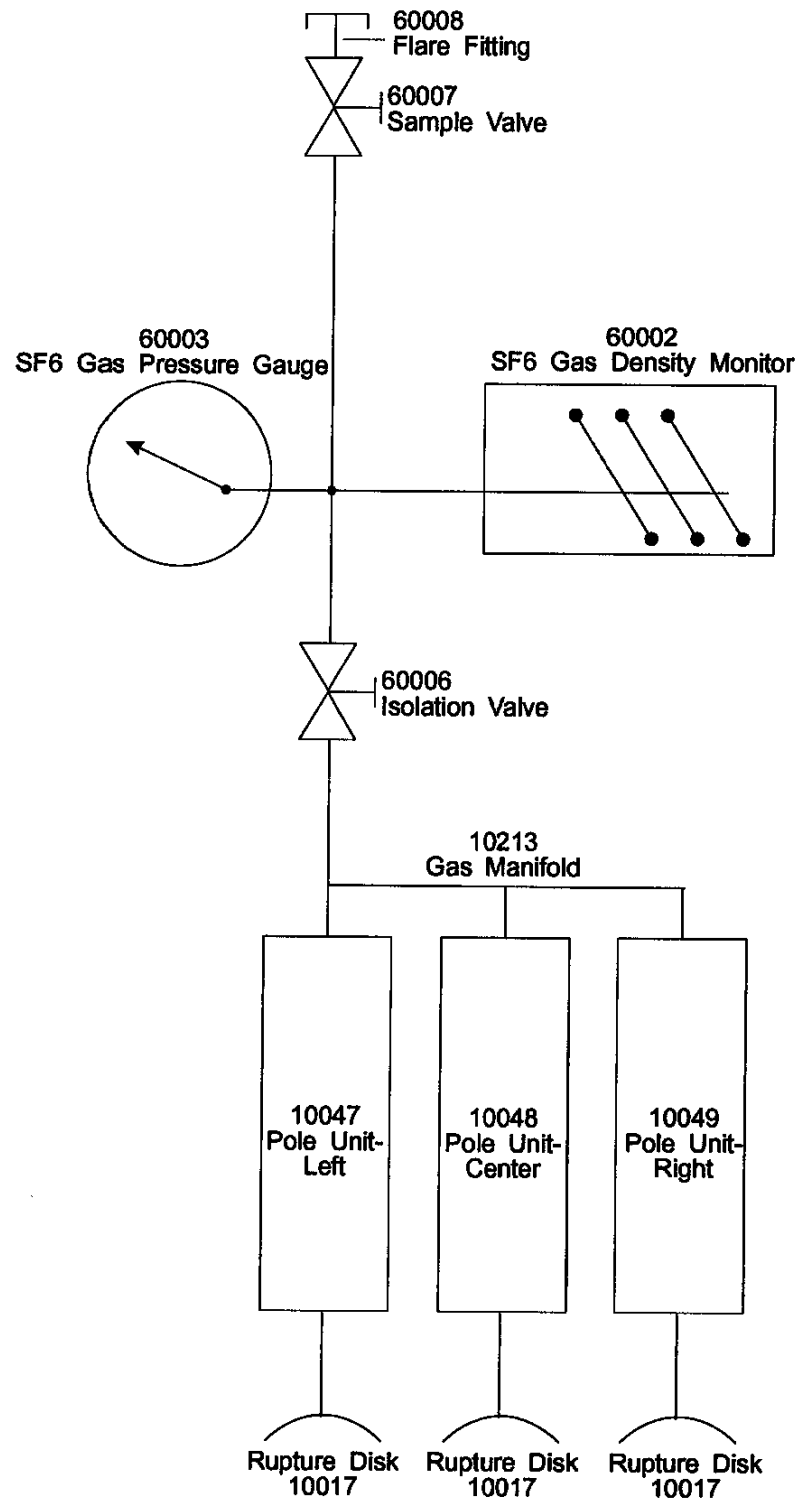 60008
Flare Fitting
60007
Sample Valve
60003
SF6 Gas Pressure Gauge
60002
SF6 Gas Density Monitor
60006
Isolation Valve
10213
Gas Manifold
10047
Pole Unit-
Left
10048
Pole Unit-
Center
10049
Pole Unit-
Right
Rupture Disk
10017
Rupture Disk
10017
Rupture Disk
10017